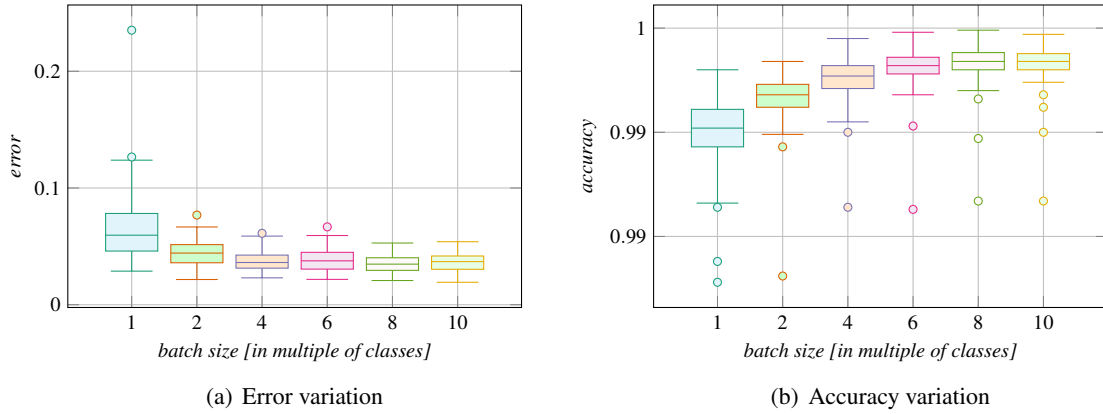 0.2
0.1
0
error
1 2 4 6 8 10
batch size [in multiple of classes]
(a) Error variation
1
0.99
0.99
accuracy
1 2 4 6 8 10
batch size [in multiple of classes]
(b) Accuracy variation